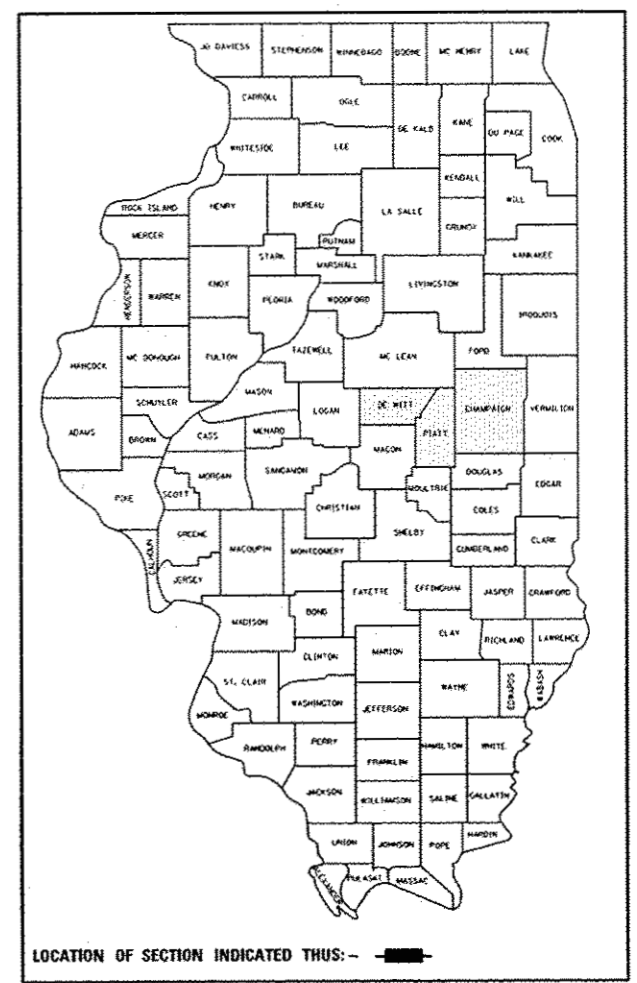 JO DAVIESS STEPHENSON WINNEBAGO BOONE MC HENRY LAKE
CARROLL OGLE DE KALB KANE DU PAGE COOK
WHITESIDE LEE
KENDALL WILL
ROCK ISLAND HENRY BUREAU LA SALLE GRUNDY
MERCER PUTNAM
STARK MARSHALL KANKAKEE
HENDERSON WARREN KNOX PEORIA WOODFORD LIVINGSTON IROQUOIS
HANCOCK MC DONOUGH FULTON TAZEWELL MC LEAN FORD
SCHUYLER MASON LOGAN DE WITT CHAMPAIGN VERMILION
ADAMS BROWN CASS MENARD MACON PIATT
PIKE SCOTT MORGAN SANGAMON MOULTRIE DOUGLAS EDGAR
CHRISTIAN COLES
CALHOUN GREENE MACOUPIN MONTGOMERY SHELBY CUMBERLAND CLARK
JERSEY FAYETTE EFFINGHAM JASPER CRAWFORD
MADISON BOND
CLINTON MARION CLAY RICHLAND LAWRENCE
ST. CLAIR WAYNE EDWARDS WABASH
MONROE WASHINGTON JEFFERSON
RANDOLPH PERRY HAMILTON WHITE
FRANKLIN
JACKSON WILLIAMSON SALINE GALLATIN
UNION JOHNSON POPE HARDIN
ALEXANDER PULASKI MASSAC
LOCATION OF SECTION INDICATED THUS:-